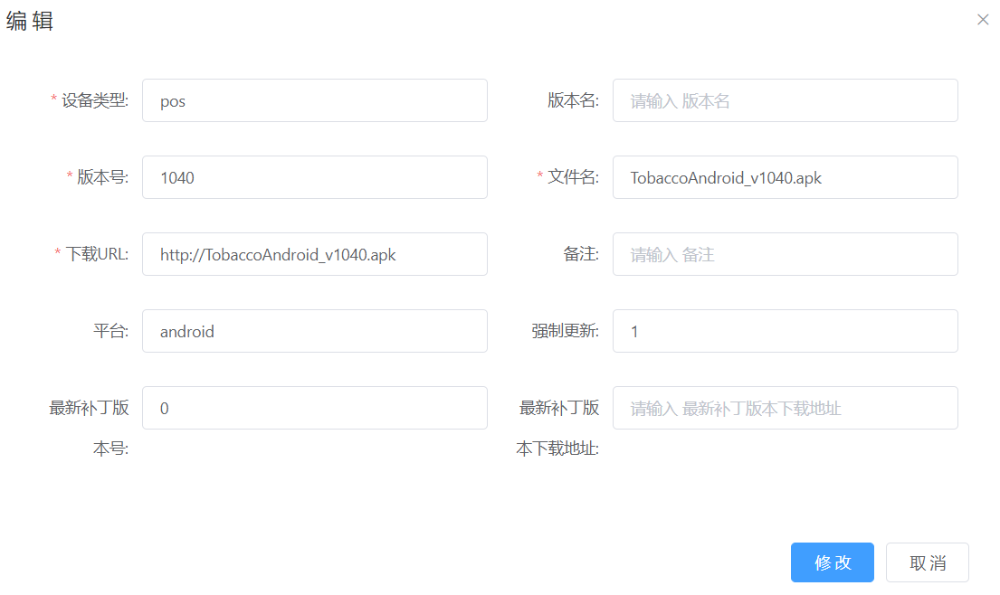 编辑
* 设备类型: pos
版本名: 请输入 版本名
* 版本号: 1040
* 文件名: TobaccoAndroid_v1040.apk
* 下载URL: http://TobaccoAndroid_v1040.apk
备注: 请输入 备注
平台: android
强制更新: 1
最新补丁版 0
本号:
最新补丁版 请输入 最新补丁版本下载地址
本下载地址:
修改
取消